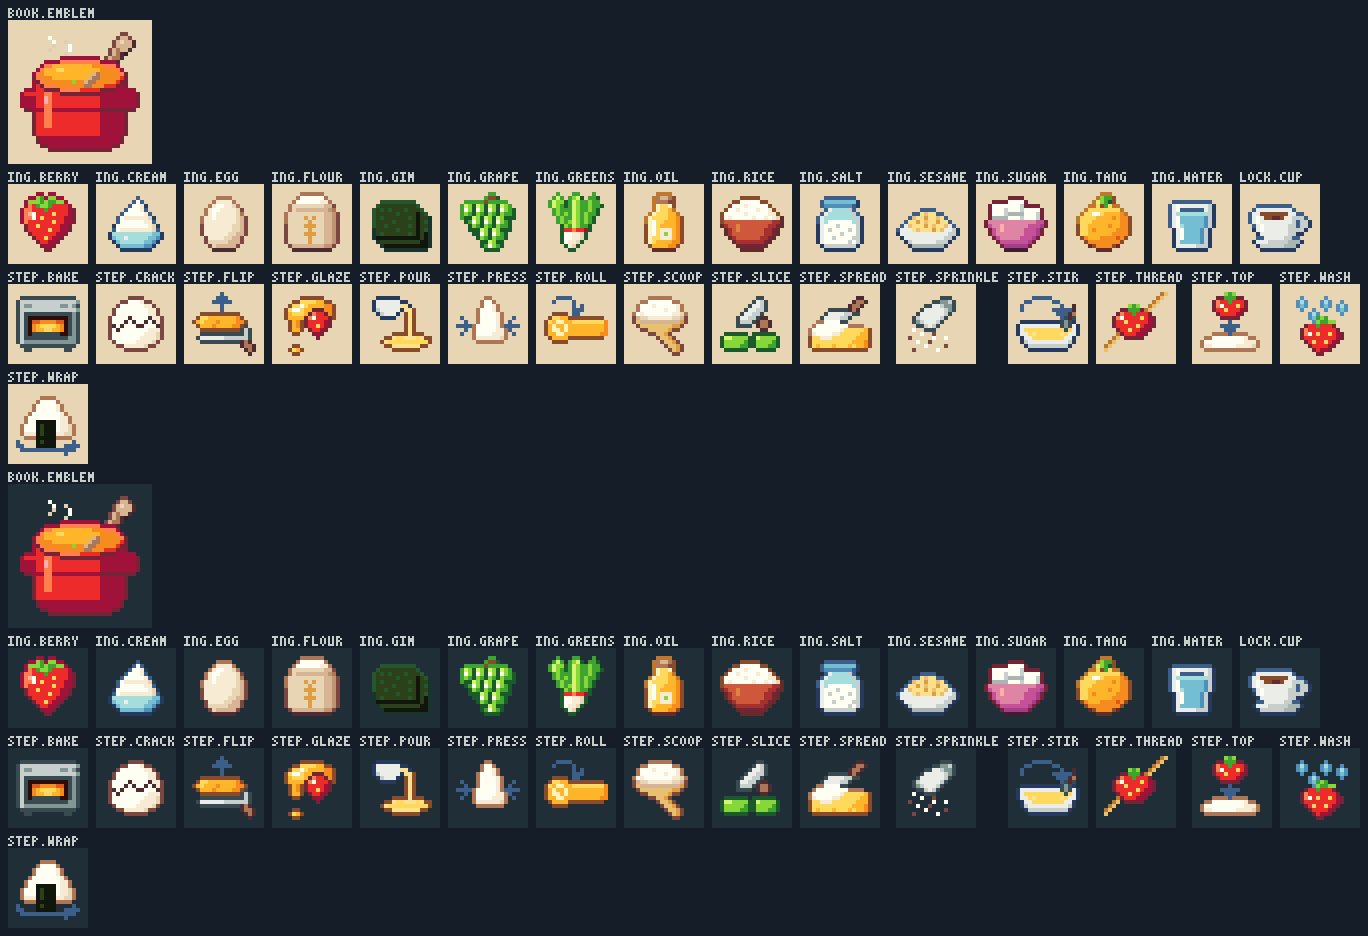 BOOK.EMBLEM
ING.BERRY ING.CREAM ING.EGG ING.FLOUR ING.GIM ING.GRAPE ING.GREENS ING.OIL ING.RICE ING.SALT ING.SESAME ING.SUGAR ING.TANG ING.WATER LOCK.CUP
STEP.BAKE STEP.CRACK STEP.FLIP STEP.GLAZE STEP.POUR STEP.PRESS STEP.ROLL STEP.SCOOP STEP.SLICE STEP.SPREAD STEP.SPRINKLE STEP.STIR STEP.THREAD STEP.TOP STEP.WASH
STEP.WRAP
BOOK.EMBLEM
ING.BERRY ING.CREAM ING.EGG ING.FLOUR ING.GIM ING.GRAPE ING.GREENS ING.OIL ING.RICE ING.SALT ING.SESAME ING.SUGAR ING.TANG ING.WATER LOCK.CUP
STEP.BAKE STEP.CRACK STEP.FLIP STEP.GLAZE STEP.POUR STEP.PRESS STEP.ROLL STEP.SCOOP STEP.SLICE STEP.SPREAD STEP.SPRINKLE STEP.STIR STEP.THREAD STEP.TOP STEP.WASH
STEP.WRAP